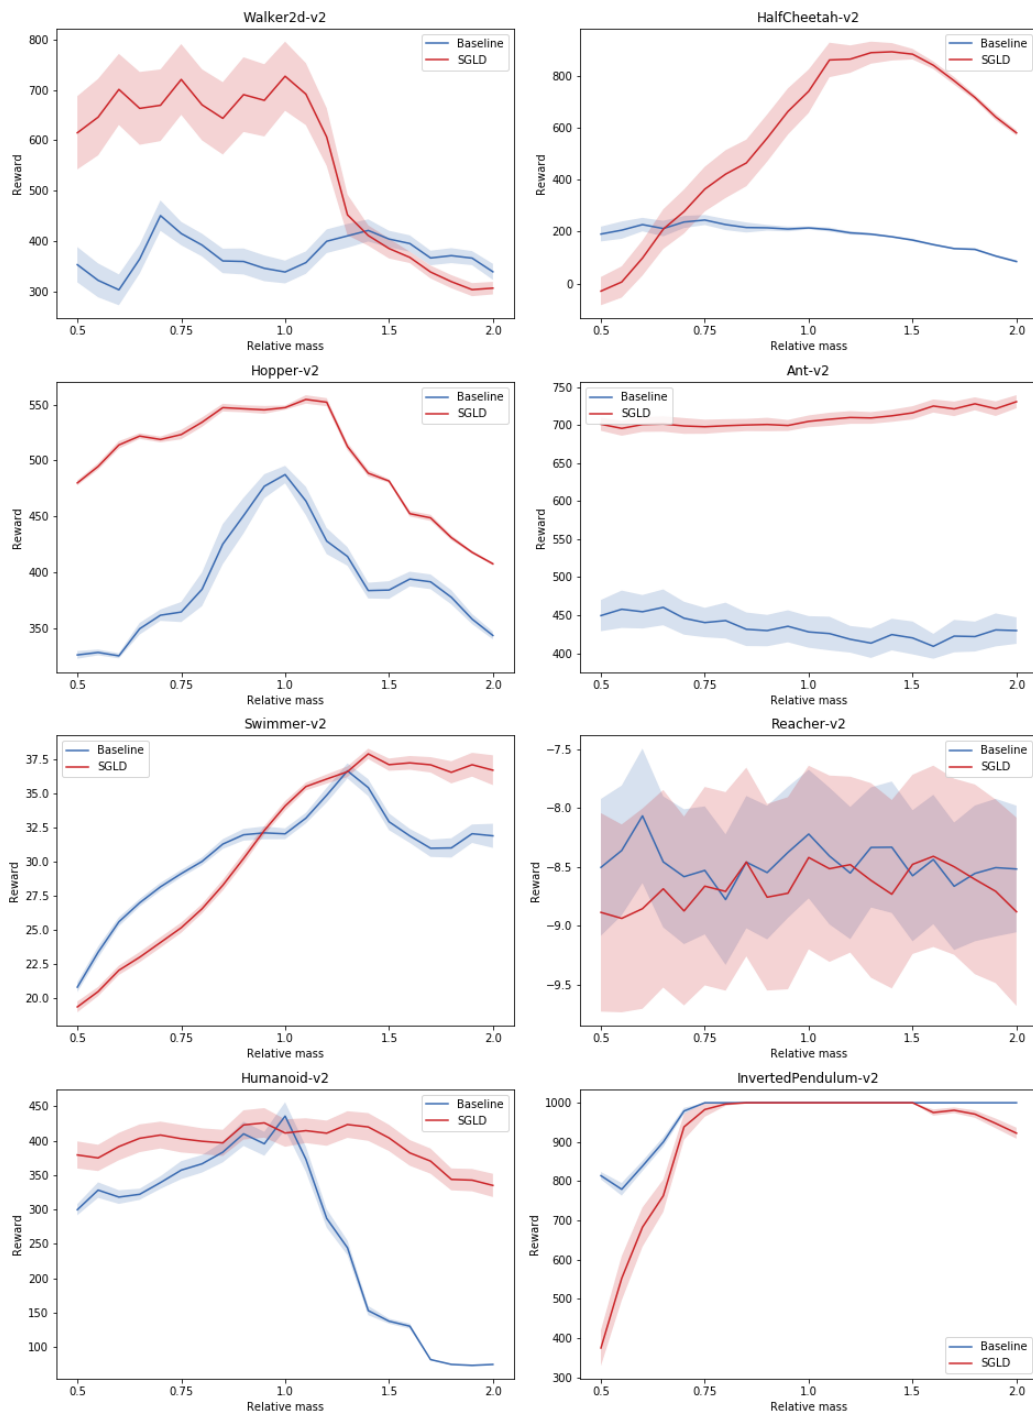 Walker2d-v2
800
700
600
500
400
300
Reward
0.5
0.75
1.0
1.5
2.0
Relative mass
Baseline
SGLD
HalfCheetah-v2
800
600
400
200
0
Reward
0.5
0.75
1.0
1.5
2.0
Relative mass
Baseline
SGLD
Hopper-v2
550
500
450
400
350
Reward
0.5
0.75
1.0
1.5
2.0
Relative mass
Baseline
SGLD
Ant-v2
750
700
650
600
550
500
450
400
Reward
0.5
0.75
1.0
1.5
2.0
Relative mass
Baseline
SGLD
Swimmer-v2
37.5
35.0
32.5
30.0
27.5
25.0
22.5
20.0
Reward
0.5
0.75
1.0
1.5
2.0
Relative mass
Baseline
SGLD
Reacher-v2
−7.5
−8.0
−8.5
−9.0
−9.5
Reward
0.5
0.75
1.0
1.5
2.0
Relative mass
Baseline
SGLD
Humanoid-v2
450
400
350
300
250
200
150
100
Reward
0.5
0.75
1.0
1.5
2.0
Relative mass
Baseline
SGLD
InvertedPendulum-v2
1000
900
800
700
600
500
400
300
Reward
0.5
0.75
1.0
1.5
2.0
Relative mass
Baseline
SGLD